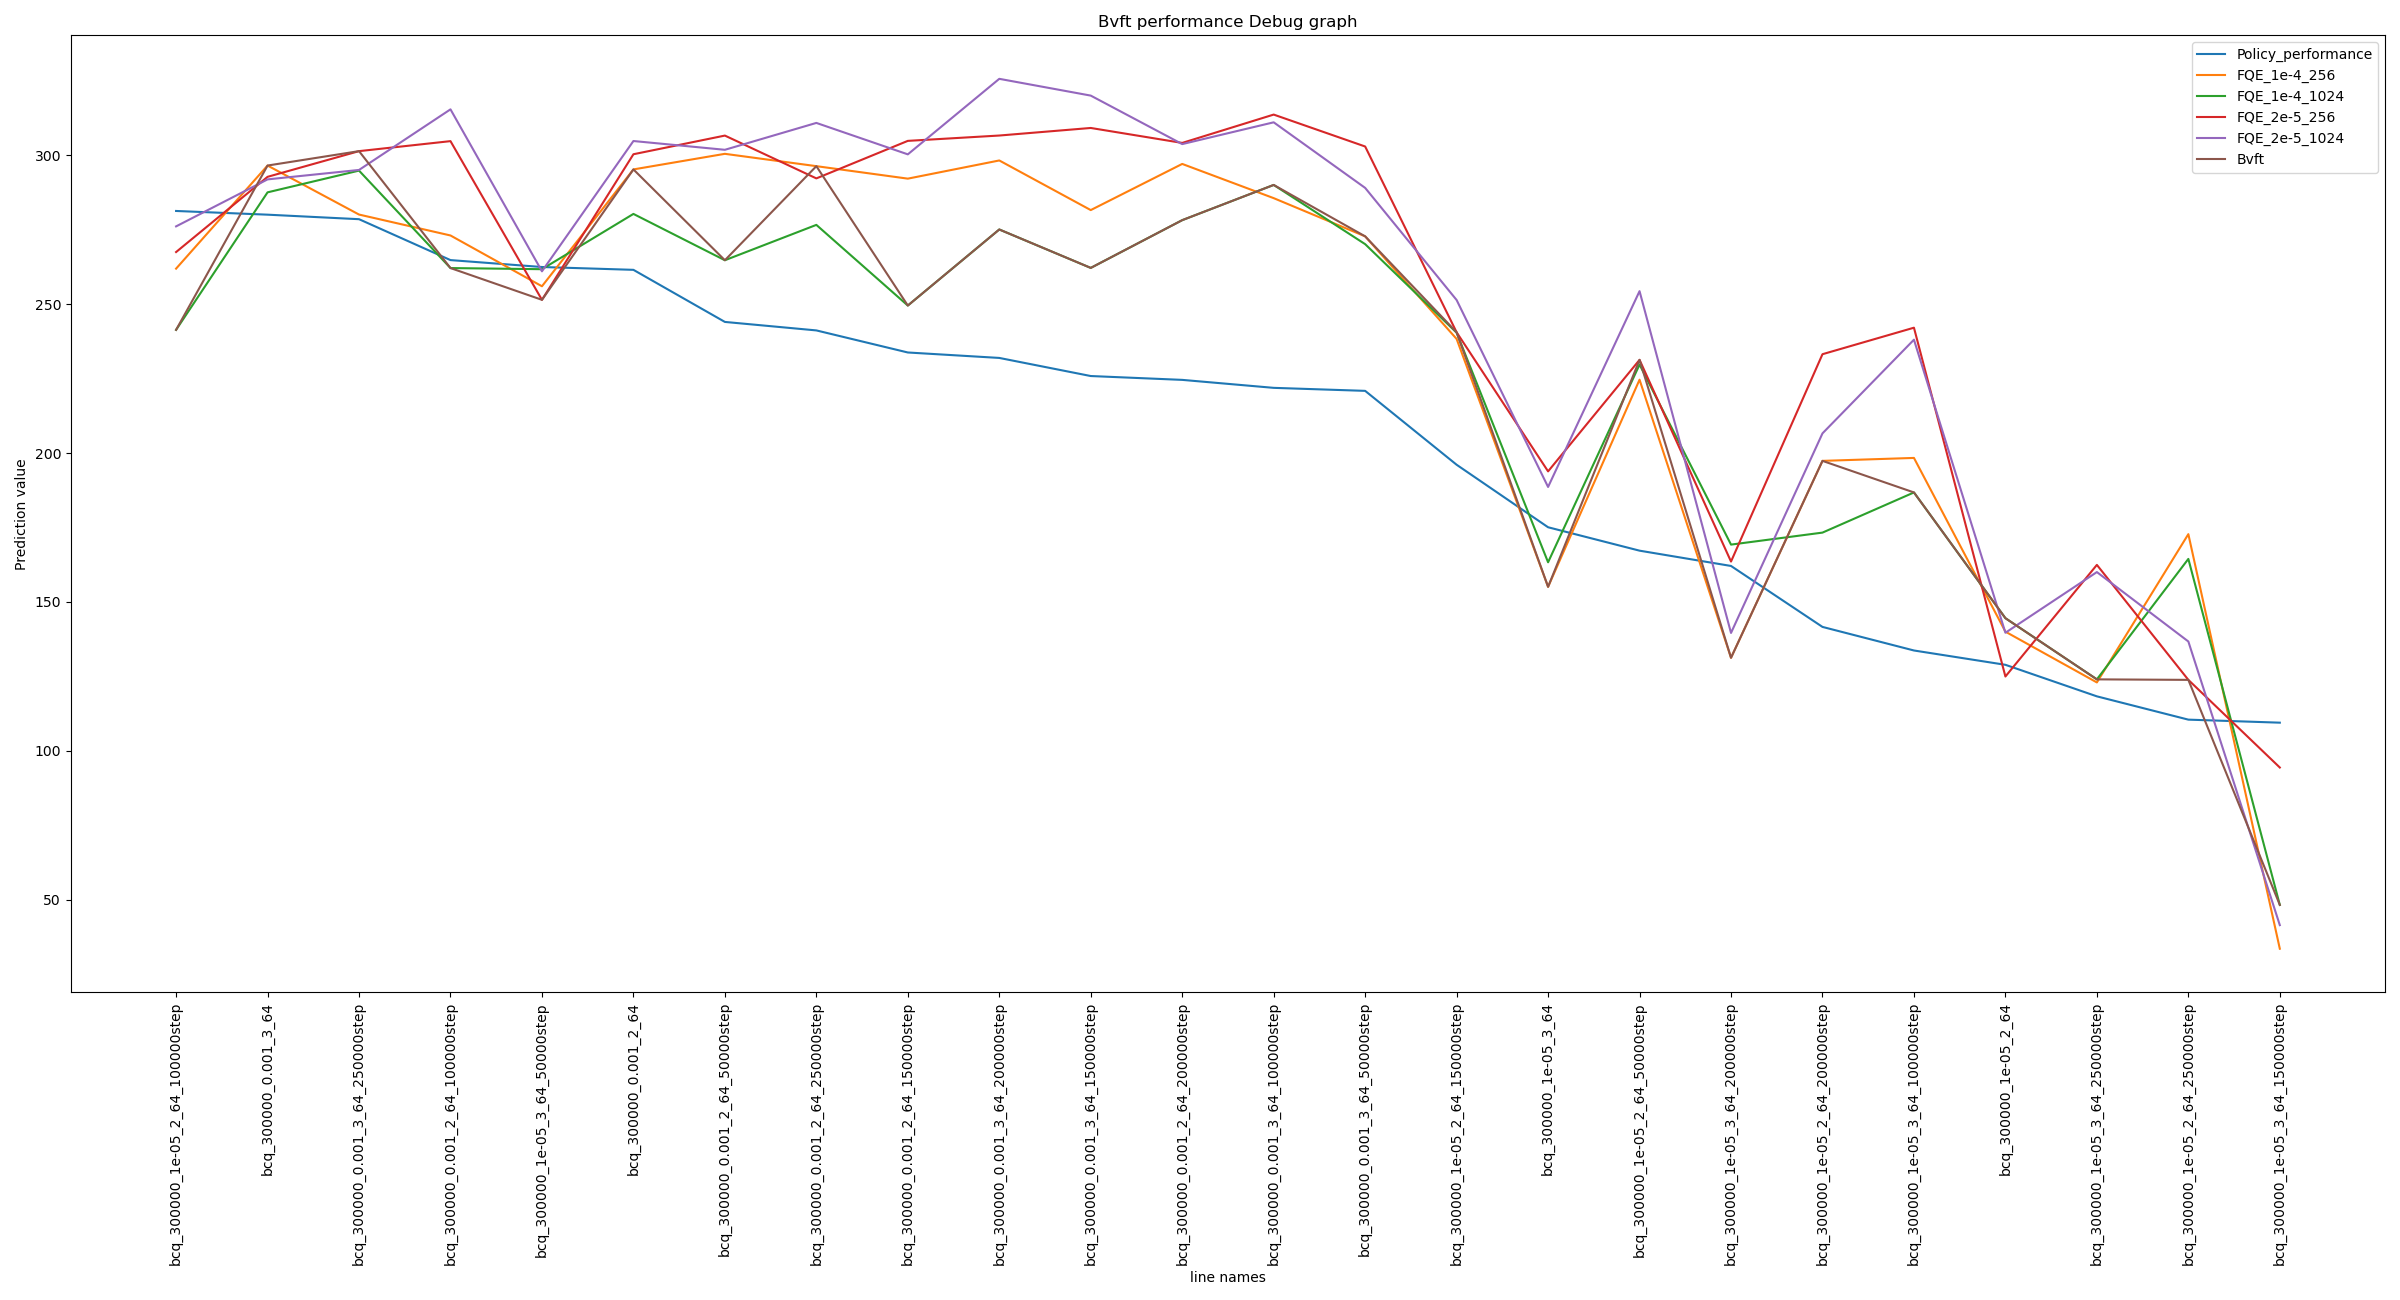 Bvft performance Debug graph
Policy_performance
FQE_1e-4_256
FQE_1e-4_1024
FQE_2e-5_256
FQE_2e-5_1024
Bvft
Prediction value
300
250
200
150
100
50
bcq_300000_1e-05_2_64_100000step
bcq_300000_0.001_3_64
bcq_300000_0.001_3_64_250000step
bcq_300000_0.001_2_64_100000step
bcq_300000_1e-05_3_64_50000step
bcq_300000_0.001_2_64
bcq_300000_0.001_2_64_50000step
bcq_300000_0.001_2_64_250000step
bcq_300000_0.001_2_64_150000step
bcq_300000_0.001_3_64_200000step
bcq_300000_0.001_3_64_150000step
bcq_300000_0.001_2_64_200000step
bcq_300000_0.001_3_64_100000step
bcq_300000_0.001_3_64_50000step
bcq_300000_1e-05_2_64_150000step
bcq_300000_1e-05_3_64
bcq_300000_1e-05_2_64_50000step
bcq_300000_1e-05_3_64_200000step
bcq_300000_1e-05_2_64_200000step
bcq_300000_1e-05_3_64_100000step
bcq_300000_1e-05_2_64
bcq_300000_1e-05_3_64_250000step
bcq_300000_1e-05_2_64_250000step
bcq_300000_1e-05_3_64_150000step
line names